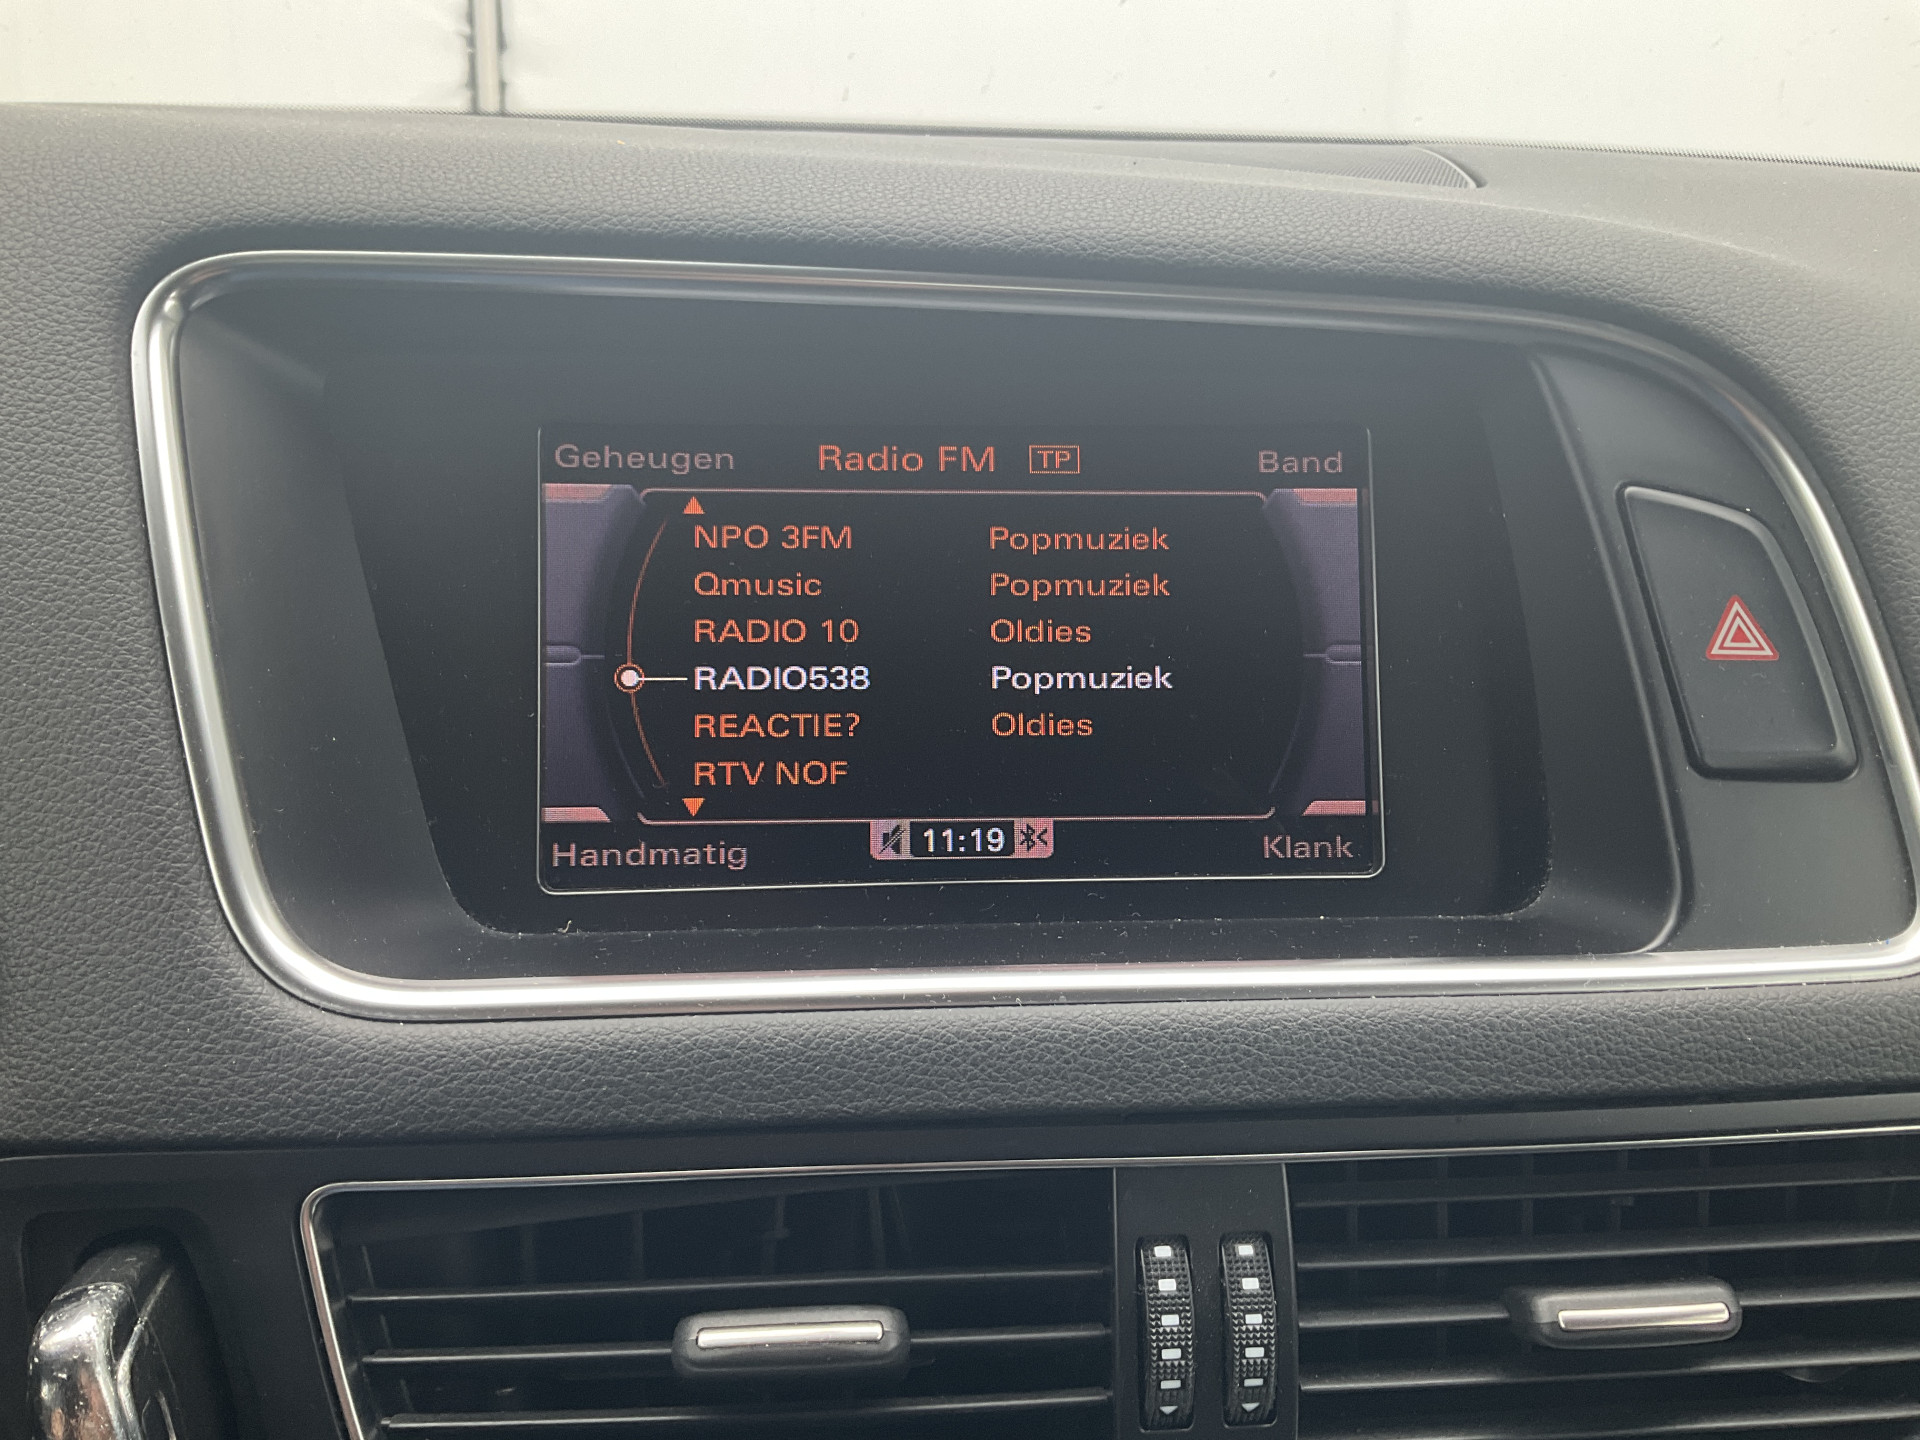 Geheugen Radio FM TP Band
NPO 3FM Popmuziek
Qmusic Popmuziek
RADIO 10 Oldies
RADIO538 Popmuziek
REACTIE? Oldies
RTV NOF
Handmatig 11:19 Klank